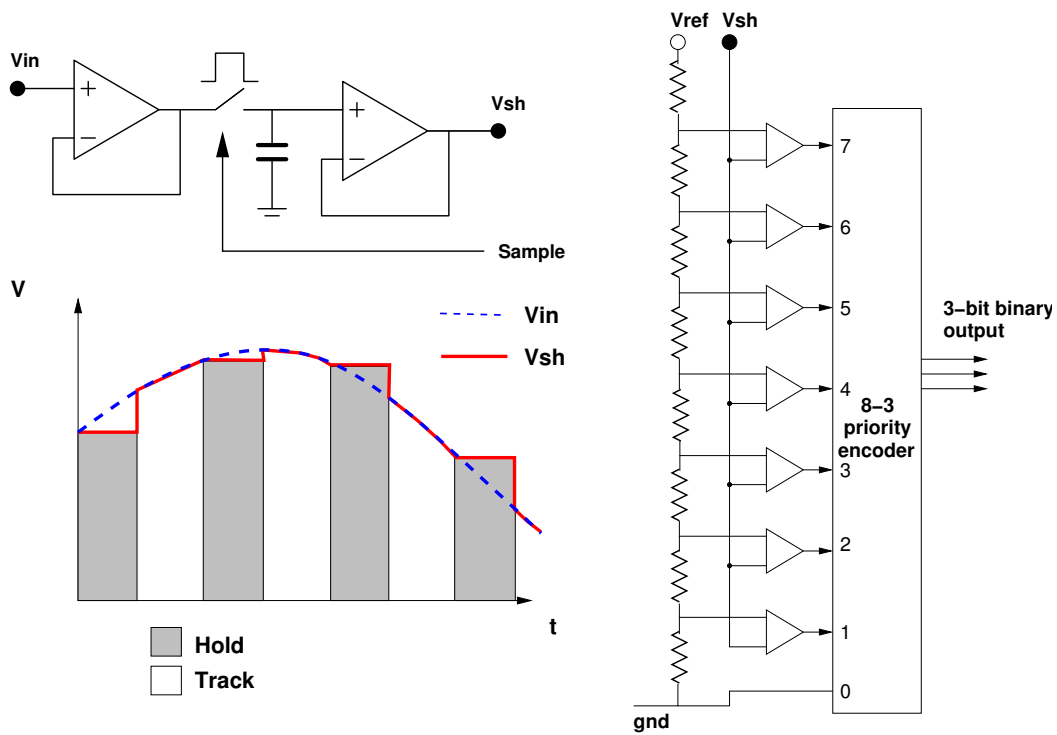 Vin
+
−
+
−
Vsh
Sample
V
Vin
Vsh
t
Hold
Track
Vref Vsh
7
6
5
4
3
2
1
0
8−3
priority
encoder
3−bit binary
output
gnd